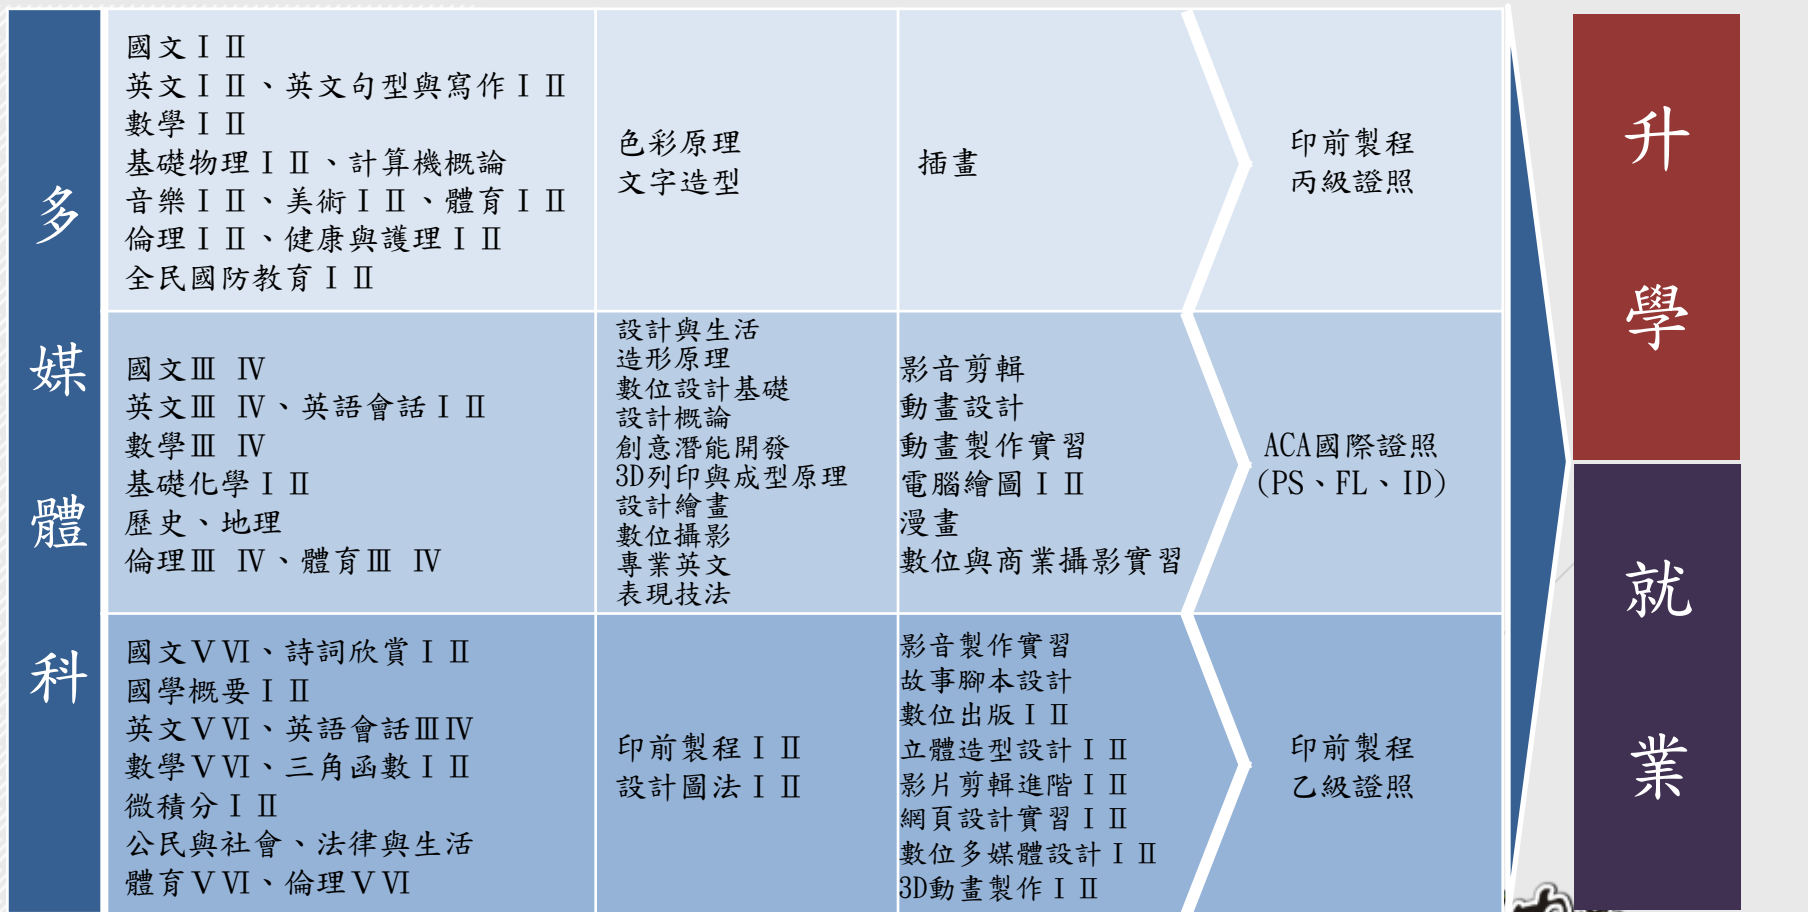 多媒體科
國文ⅠⅡ
英文ⅠⅡ、英文句型與寫作ⅠⅡ
數學ⅠⅡ
基礎物理ⅠⅡ、計算機概論
音樂ⅠⅡ、美術ⅠⅡ、體育ⅠⅡ
倫理ⅠⅡ、健康與護理ⅠⅡ
全民國防教育ⅠⅡ
色彩原理
文字造型
插畫
印前製程
丙級證照
國文Ⅲ Ⅳ
英文Ⅲ Ⅳ、英語會話ⅠⅡ
數學Ⅲ Ⅳ
基礎化學ⅠⅡ
歷史、地理
倫理Ⅲ Ⅳ、體育Ⅲ Ⅳ
設計與生活
造形原理
數位設計基礎
設計概論
創意潛能開發
3D列印與成型原理
設計繪畫
數位攝影
專業英文
表現技法
影音剪輯
動畫設計
動畫製作實習
電腦繪圖ⅠⅡ
漫畫
數位與商業攝影實習
ACA國際證照
(PS、FL、ID)
國文ⅤⅥ、詩詞欣賞ⅠⅡ
國學概要ⅠⅡ
英文ⅤⅥ、英語會話ⅢⅣ
數學ⅤⅥ、三角函數ⅠⅡ
微積分ⅠⅡ
公民與社會、法律與生活
體育ⅤⅥ、倫理ⅤⅥ
印前製程ⅠⅡ
設計圖法ⅠⅡ
影音製作實習
故事腳本設計
數位出版ⅠⅡ
立體造型設計ⅠⅡ
影片剪輯進階ⅠⅡ
網頁設計實習ⅠⅡ
數位多媒體設計ⅠⅡ
3D動畫製作ⅠⅡ
印前製程
乙級證照
升學
就業